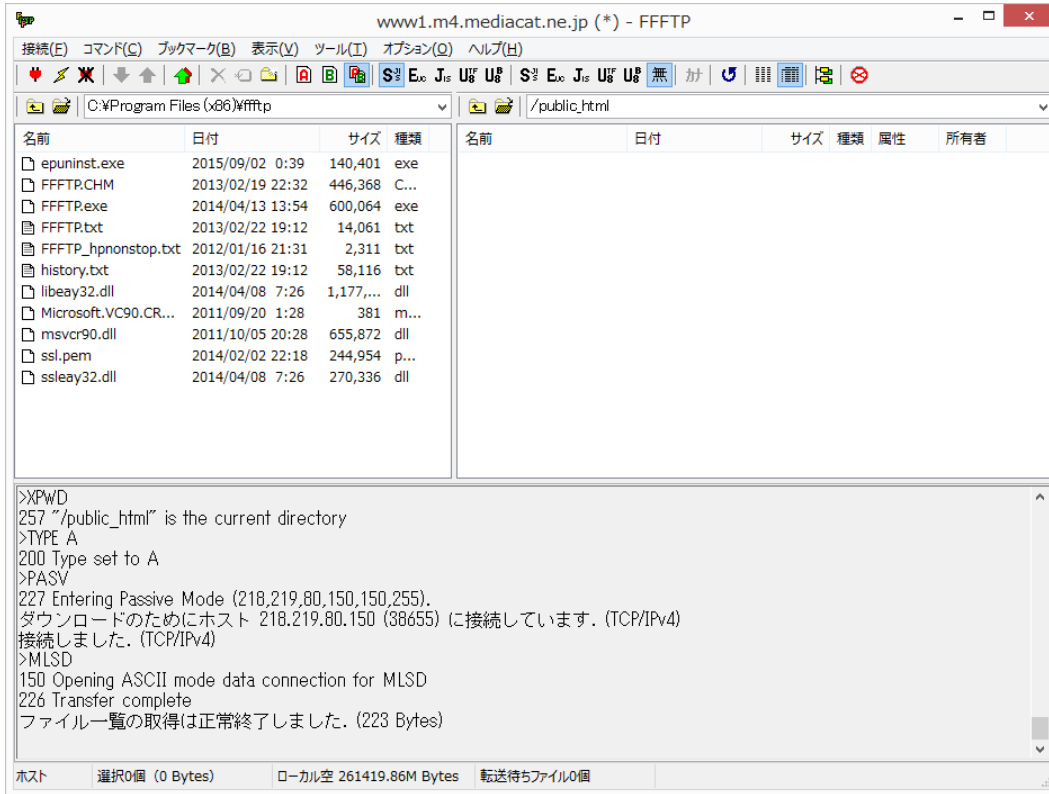 www1.m4.mediacat.ne.jp (*) - FFFTP
接続(F) コマンド(C) ブックマーク(B) 表示(V) ツール(T) オプション(O) ヘルプ(H)
C:¥Program Files (x86)¥ffftp
/public_html
名前 日付 サイズ 種類
epuninst.exe 2015/09/02 0:39 140,401 exe
FFFTP.CHM 2013/02/19 22:32 446,368 C...
FFFTP.exe 2014/04/13 13:54 600,064 exe
FFFTP.txt 2013/02/22 19:12 14,061 txt
FFFTP_hpnonstop.txt 2012/01/16 21:31 2,311 txt
history.txt 2013/02/22 19:12 58,116 txt
libeay32.dll 2014/04/08 7:26 1,177,... dll
Microsoft.VC90.CR... 2011/09/20 1:28 381 m...
msvcr90.dll 2011/10/05 20:28 655,872 dll
ssl.pem 2014/02/02 22:18 244,954 p...
ssleay32.dll 2014/04/08 7:26 270,336 dll
名前 日付 サイズ 種類 属性 所有者
>XPWD
257 "/public_html" is the current directory
>TYPE A
200 Type set to A
>PASV
227 Entering Passive Mode (218,219,80,150,150,255).
ダウンロードのためにホスト 218.219.80.150 (38655) に接続しています. (TCP/IPv4)
接続しました. (TCP/IPv4)
>MLSD
150 Opening ASCII mode data connection for MLSD
226 Transfer complete
ファイル一覧の取得は正常終了しました. (223 Bytes)
ホスト 選択0個 (0 Bytes) ローカル空 261419.86M Bytes 転送待ちファイル0個